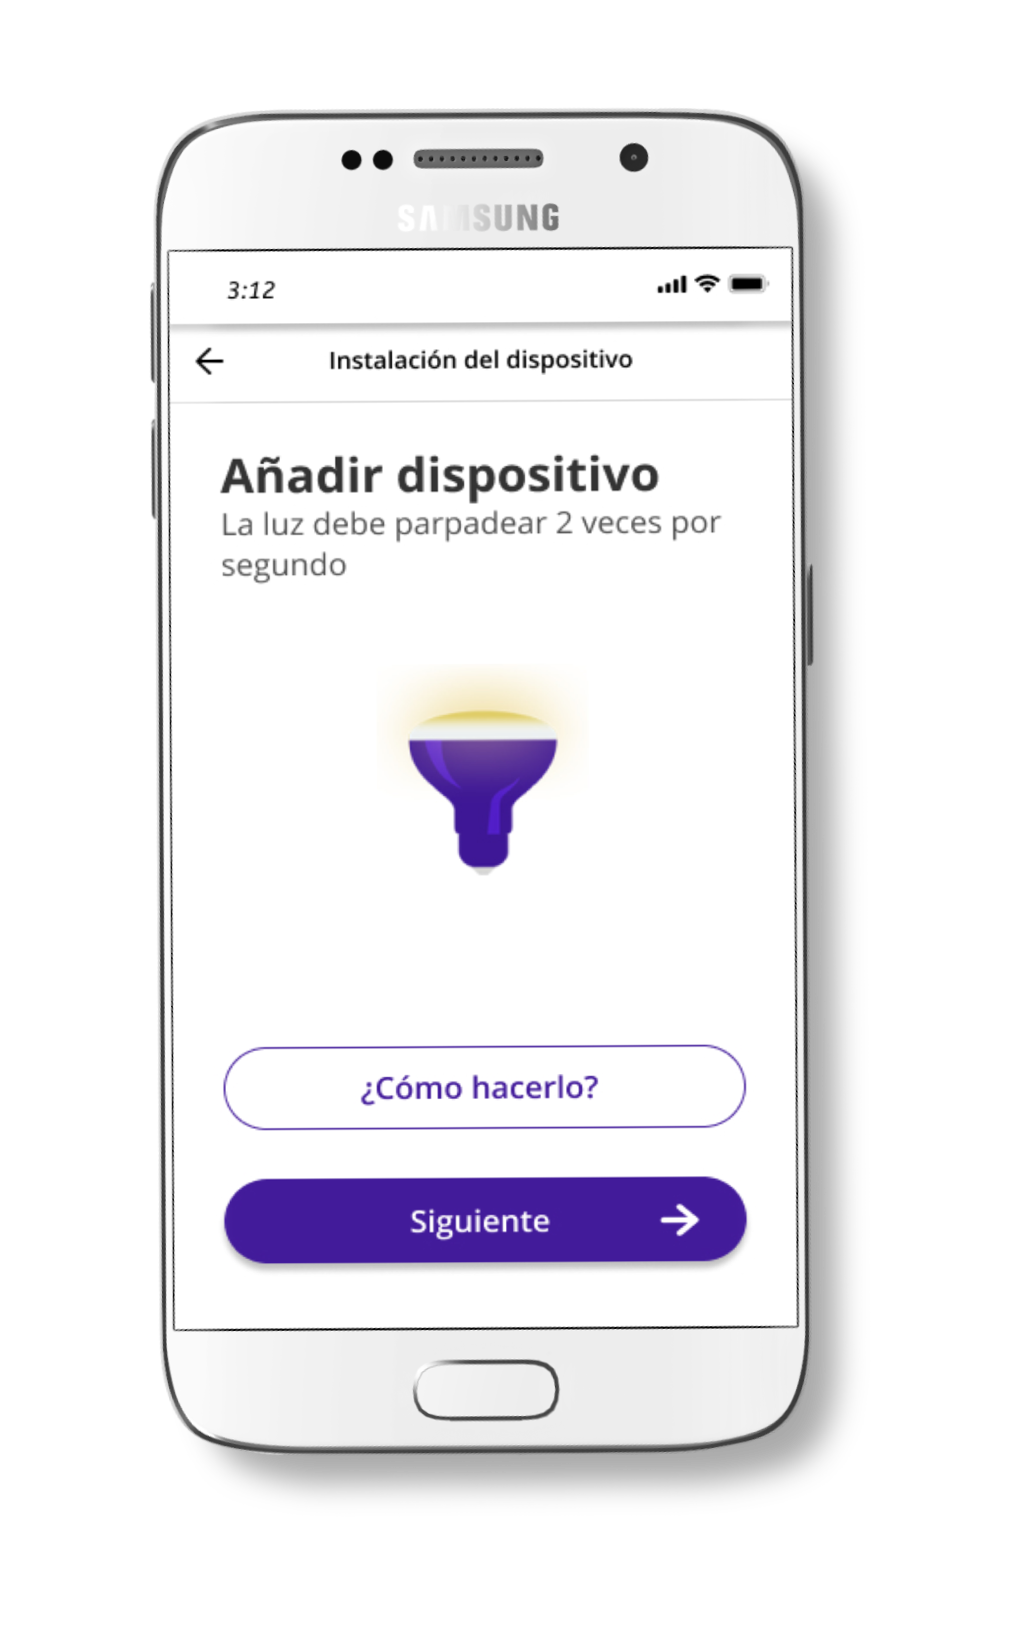 SAMSUNG
3:12
Instalación del dispositivo
Añadir dispositivo
La luz debe parpadear 2 veces por
segundo
¿Cómo hacerlo?
Siguiente